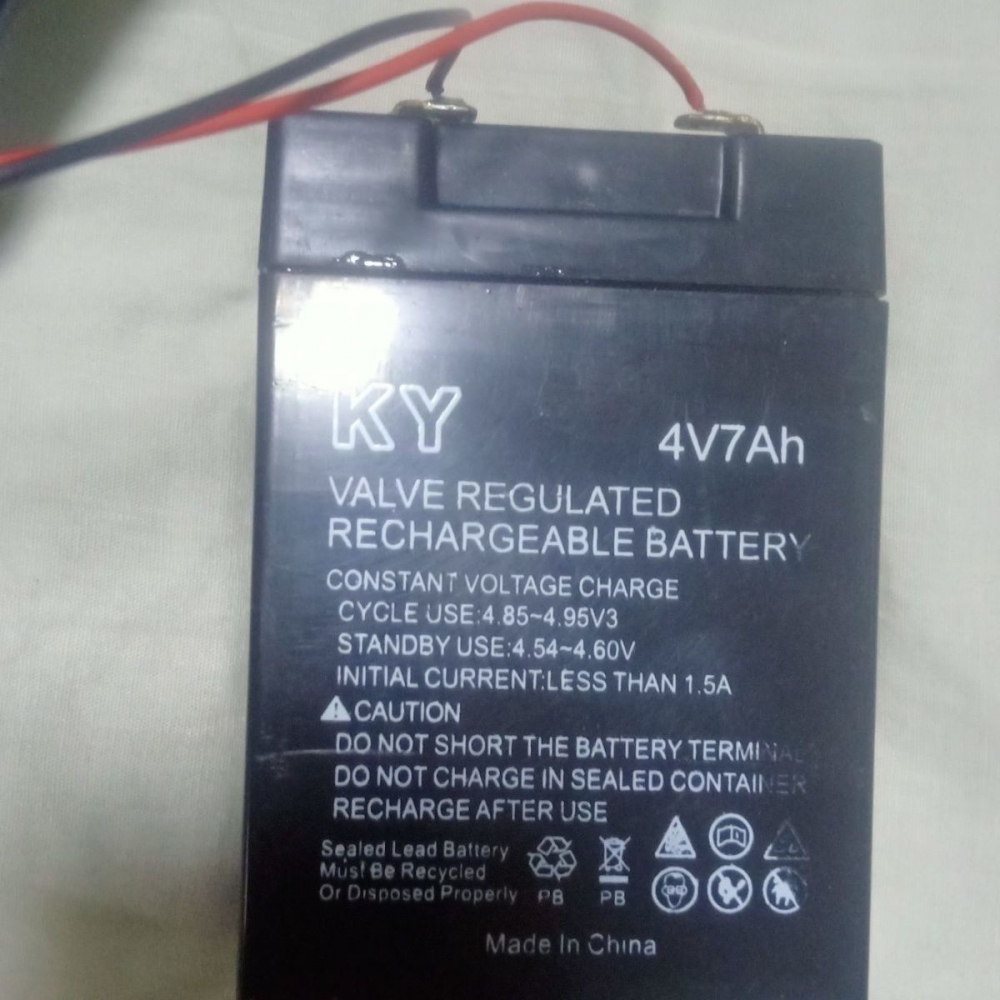 KY
4V7Ah
VALVE REGULATED
RECHARGEABLE BATTERY
CONSTANT VOLTAGE CHARGE
CYCLE USE:4.85~4.95V3
STANDBY USE:4.54~4.60V
INITIAL CURRENT:LESS THAN 1.5A
CAUTION
DO NOT SHORT THE BATTERY TERMINAL
DO NOT CHARGE IN SEALED CONTAINER
RECHARGE AFTER USE
Sealed Lead Battery
Must Be Recycled
Or Disposed Properly
PB PB
Made In China